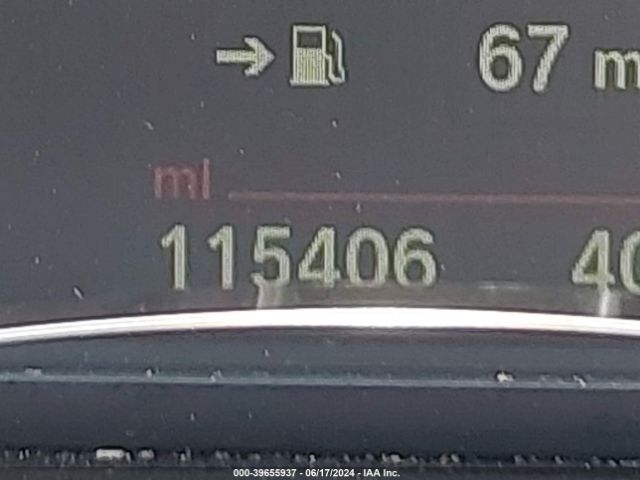 67 m
ml
115406 40
000-39655937 - 06/17/2024 - IAA Inc.